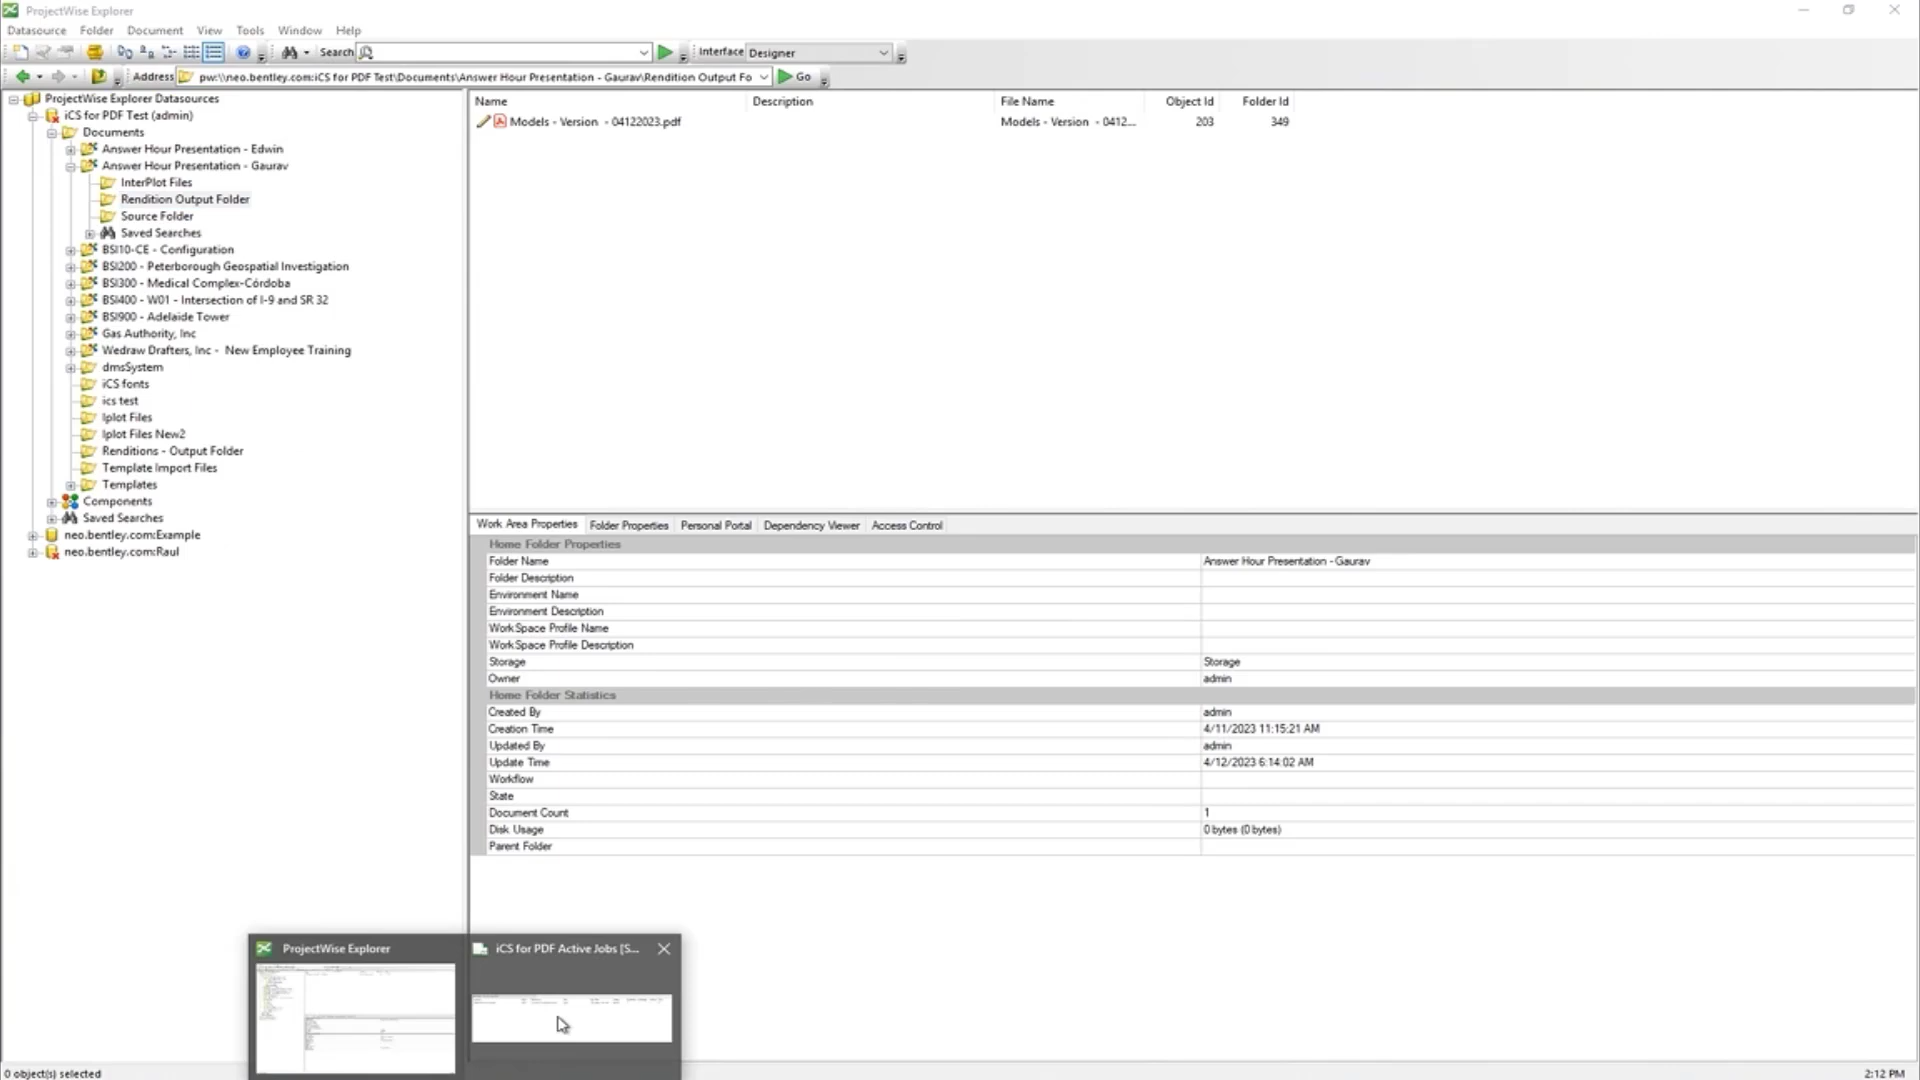 ProjectWise Explorer
Datasource Folder Document View Tools Window Help
Search Interface Designer
Address pw:\\neo.bentley.com:iCS for PDF Test\Documents\Answer Hour Presentation - Gaurav\Rendition Output Fo Go
ProjectWise Explorer Datasources
iCS for PDF Test (admin)
Documents
Answer Hour Presentation - Edwin
Answer Hour Presentation - Gaurav
InterPlot Files
Rendition Output Folder
Source Folder
Saved Searches
BSI10-CE - Configuration
BSI200 - Peterborough Geospatial Investigation
BSI300 - Medical Complex-Córdoba
BSI400 - W01 - Intersection of I-9 and SR 32
BSI900 - Adelaide Tower
Gas Authority, Inc
Wedraw Drafters, Inc - New Employee Training
dmsSystem
iCS fonts
ics test
Iplot Files
Iplot Files New2
Renditions - Output Folder
Template Import Files
Templates
Components
Saved Searches
neo.bentley.com:Example
neo.bentley.com:Raul
Name Description File Name Object Id Folder Id
Models - Version - 04122023.pdf Models - Version - 0412... 203 349
Work Area Properties Folder Properties Personal Portal Dependency Viewer Access Control
Home Folder Properties
Folder Name Answer Hour Presentation - Gaurav
Folder Description
Environment Name
Environment Description
WorkSpace Profile Name
WorkSpace Profile Description
Storage Storage
Owner admin
Home Folder Statistics
Created By admin
Creation Time 4/11/2023 11:15:21 AM
Updated By admin
Update Time 4/12/2023 6:14:02 AM
Workflow
State
Document Count 1
Disk Usage 0 bytes (0 bytes)
Parent Folder
ProjectWise Explorer iCS for PDF Active Jobs [S...
0 object(s) selected 2:12 PM